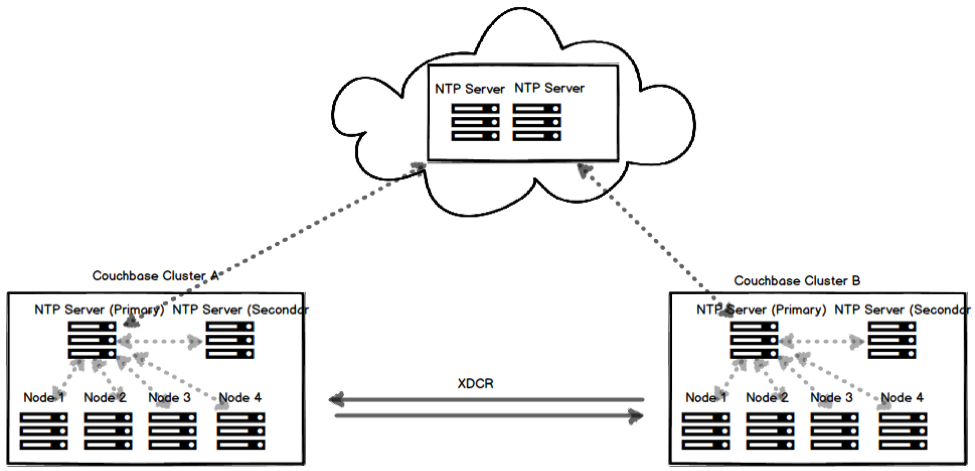 NTP Server NTP Server
Couchbase Cluster A
Couchbase Cluster B
NTP Server (Primary) NTP Server (Secondar
NTP Server (Primary) NTP Server (Secondar
XDCR
Node 1 Node 2 Node 3 Node 4
Node 1 Node 2 Node 3 Node 4